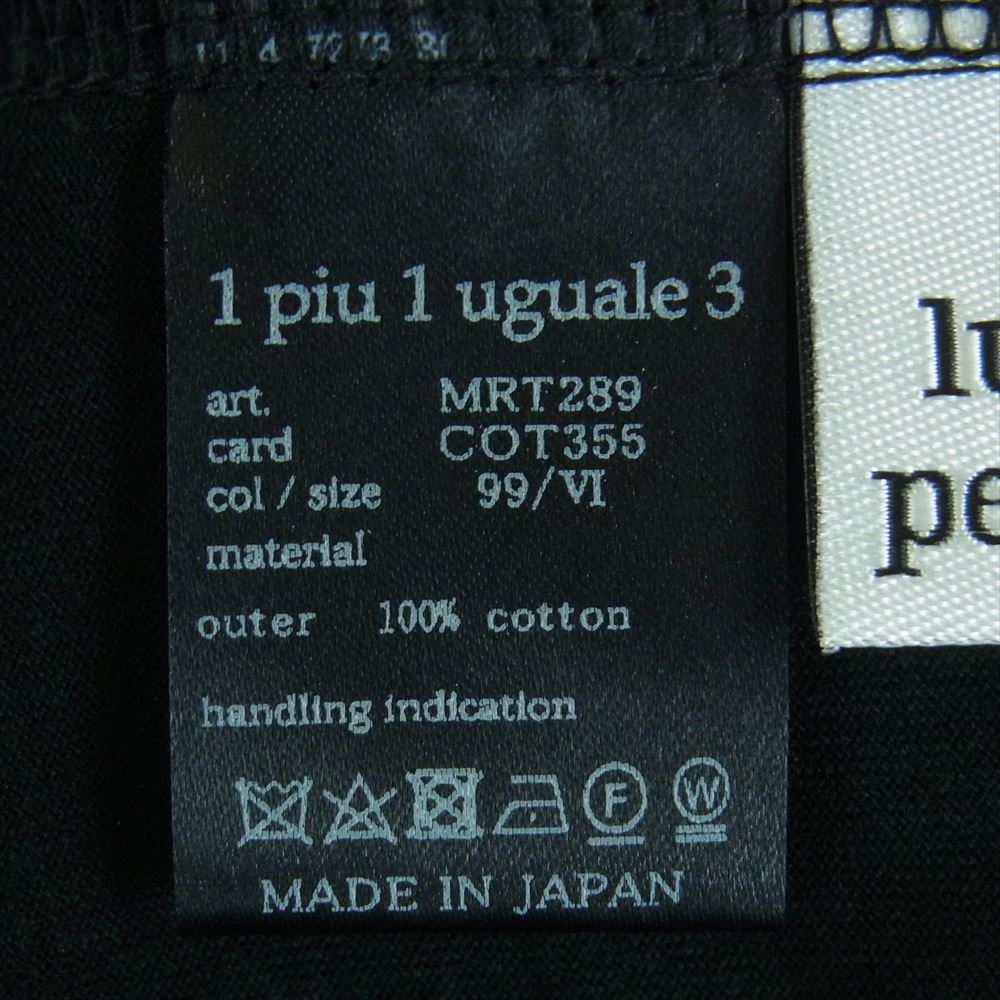 1 piu 1 uguale 3
art. MRT289
card COT355
col / size 99/VI
material
outer 100% cotton
handling indication
F W
MADE IN JAPAN
lu
pe